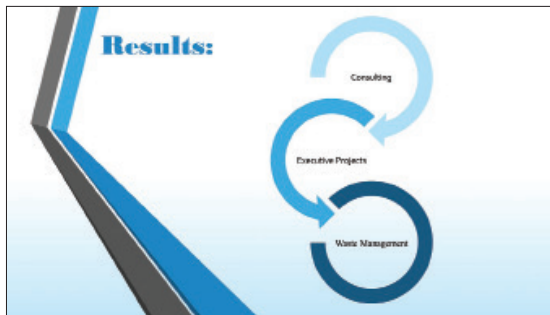 Results:
Consulting
Executive Projects
Waste Management